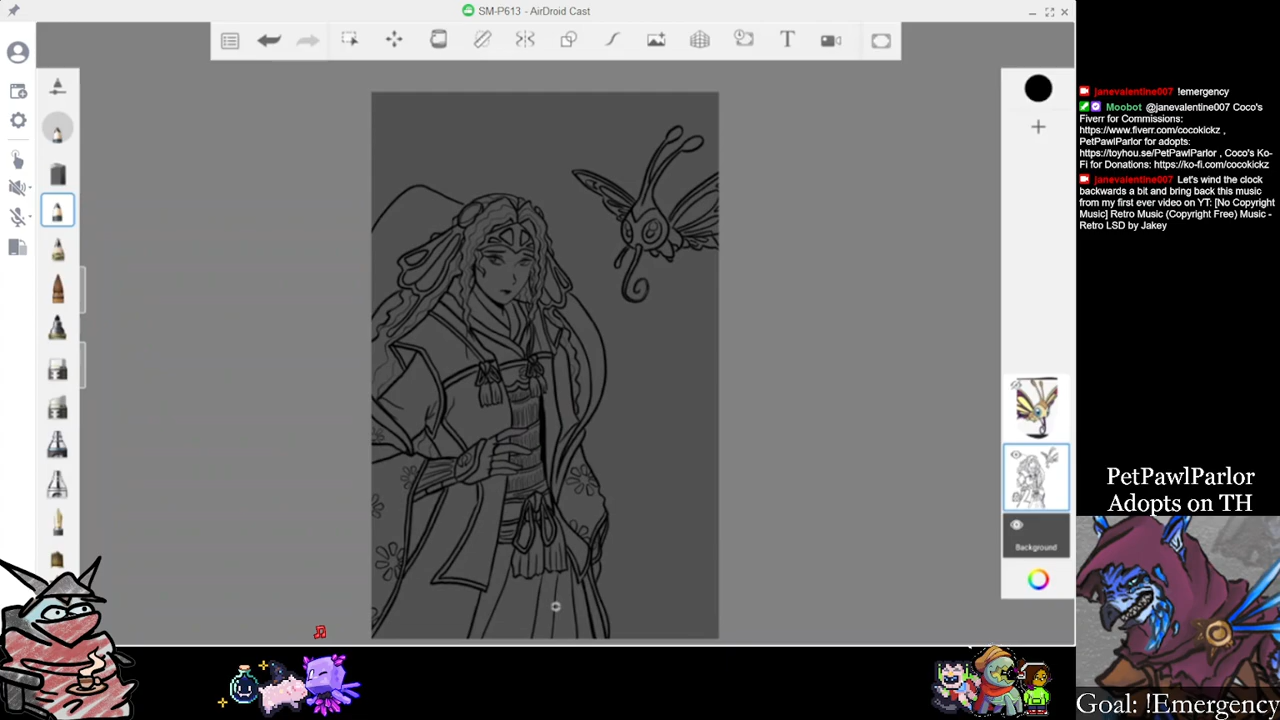 SM-P613 - AirDroid Cast
T
janevalentine007 !emergency
Moobot @janevalentine007 Coco's
Fiverr for Commissions:
https://www.fiverr.com/cocokickz ,
PetPawlParlor for adopts:
https://toyhou.se/PetPawlParlor , Coco's Ko-
Fi for Donations: https://ko-fi.com/cocokickz
janevalentine007 Let's wind the clock
backwards a bit and bring back this music
from my first ever video on YT: [No Copyright
Music] Retro Music (Copyright Free) Music -
Retro LSD by Jakey
Background
PetPawlParlor
Adopts on TH
Goal: !Emergency